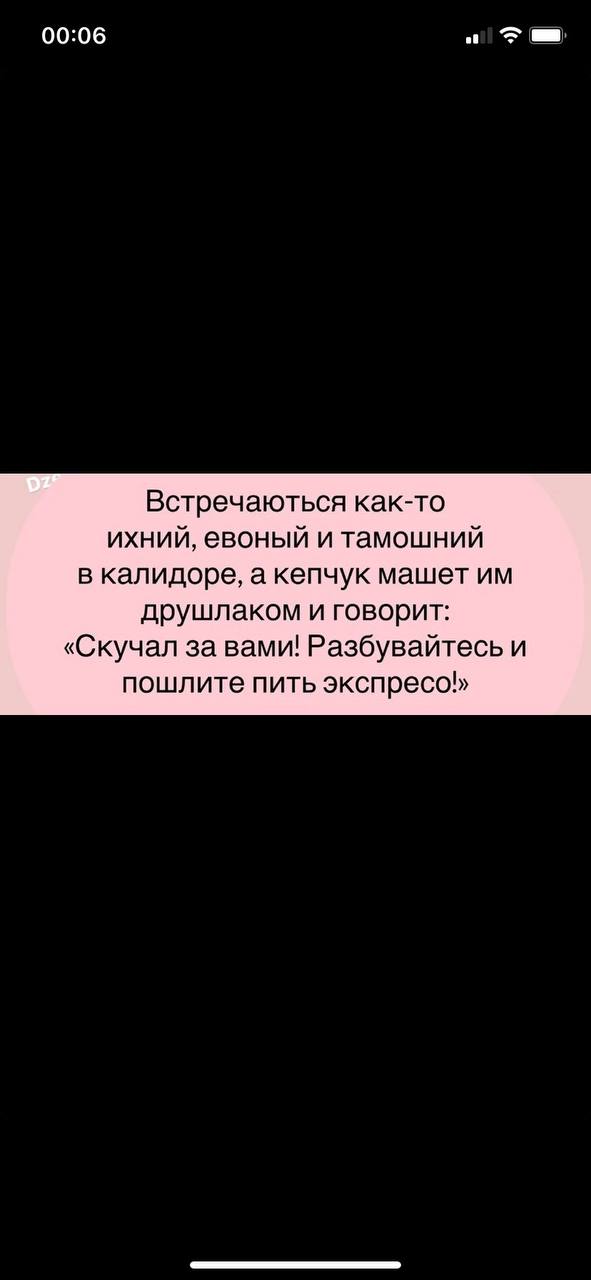 00:06
Встречаються как-то
ихний, евоный и тамошний
в калидоре, а кепчук машет им
друшлаком и говорит:
«Скучал за вами! Разбувайтесь и
пошлите пить экспресо!»